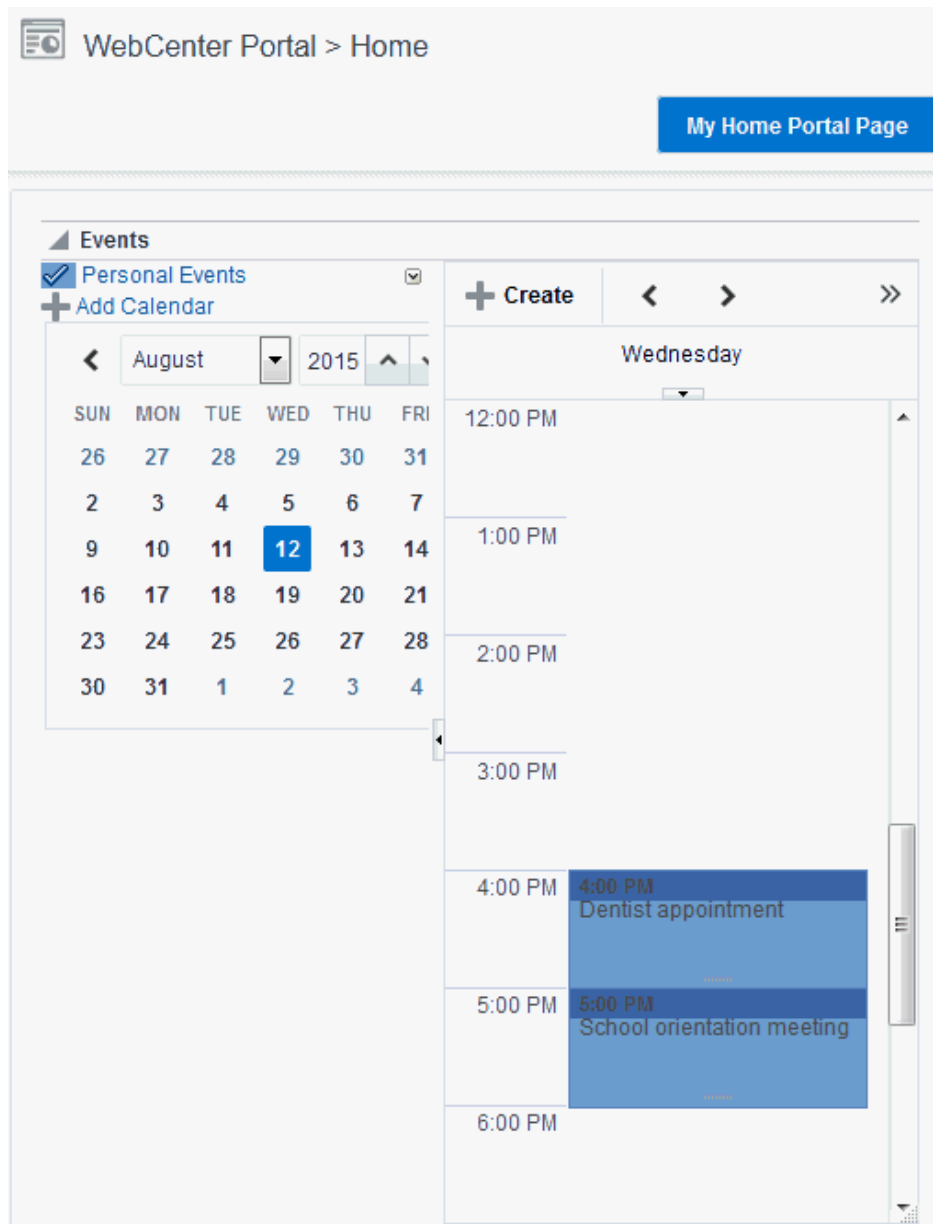 WebCenter Portal > Home
My Home Portal Page
Events
Personal Events
Add Calendar
August 2015
SUN MON TUE WED THU FRI
26 27 28 29 30 31
2 3 4 5 6 7
9 10 11 12 13 14
16 17 18 19 20 21
23 24 25 26 27 28
30 31 1 2 3 4
Create
Wednesday
12:00 PM
1:00 PM
2:00 PM
3:00 PM
4:00 PM
4:00 PM
Dentist appointment
5:00 PM
5:00 PM
School orientation meeting
6:00 PM